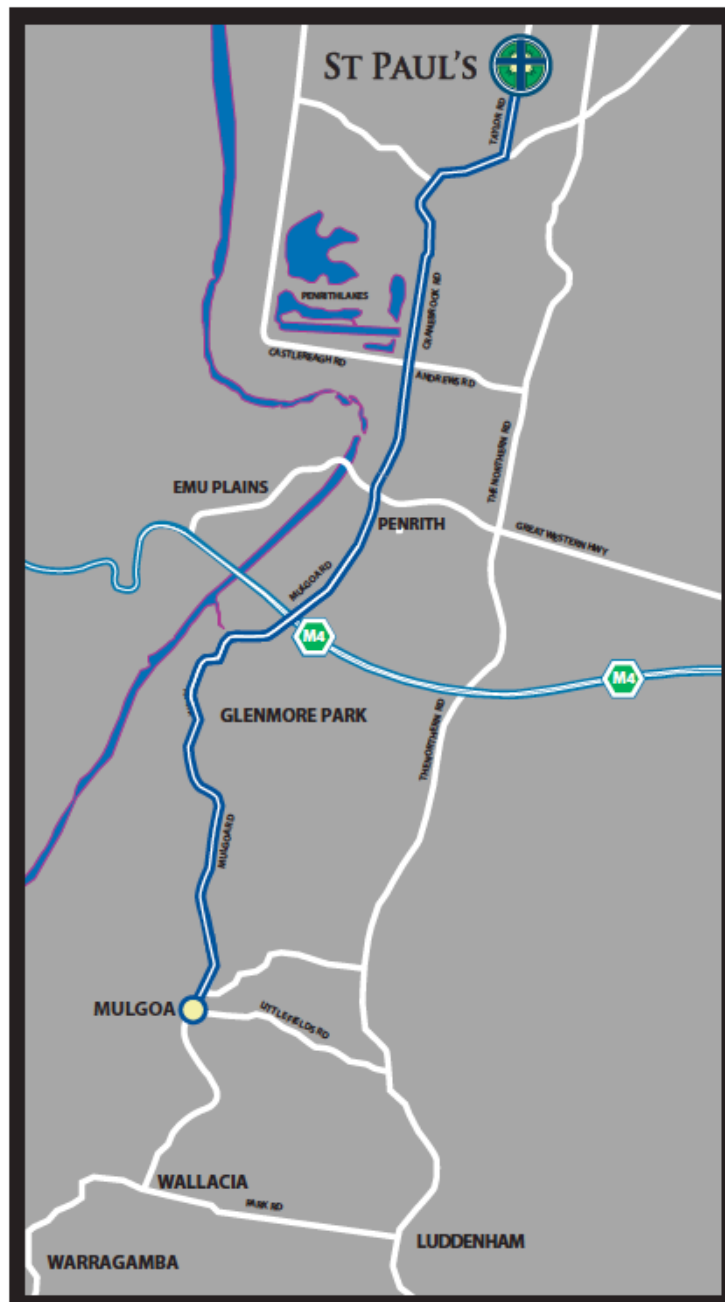 ST PAUL'S
TAYLOR RD
PENRITHLAKES
CRANEBROOK RD
CASTLEREAGH RD
ANDREWS RD
THE NORTHERN RD
EMU PLAINS
PENRITH
GREAT WESTERN HWY
MULGOA RD
M4
M4
GLENMORE PARK
THE NORTHERN RD
MULGOA RD
MULGOA
LITTLEFIELDS RD
WALLACIA
PARK RD
LUDDENHAM
WARRAGAMBA